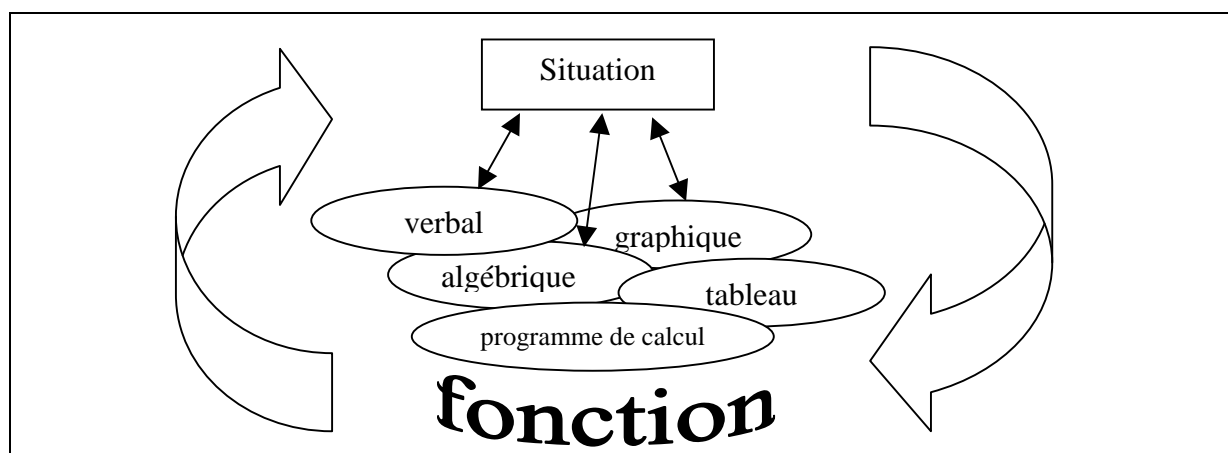 Situation
verbal
graphique
algébrique
tableau
programme de calcul
fonction